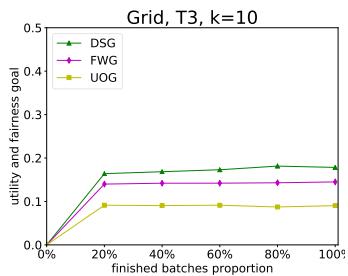 Grid, T3, k=10
DSG
FWG
UOG
utility and fairness goal
0.5
0.4
0.3
0.2
0.1
0.0
0% 20% 40% 60% 80% 100%
finished batches proportion